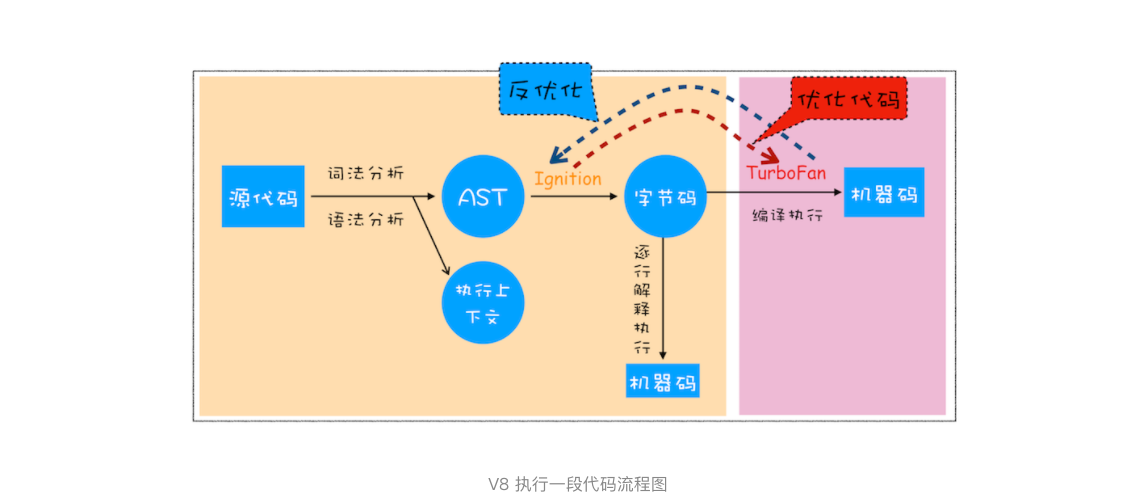 反优化
优化代码
源代码
词法分析
语法分析
AST
Ignition
字节码
TurboFan
编译执行
机器码
执行上
下文
逐
行
解
释
执
行
机器码
V8 执行一段代码流程图